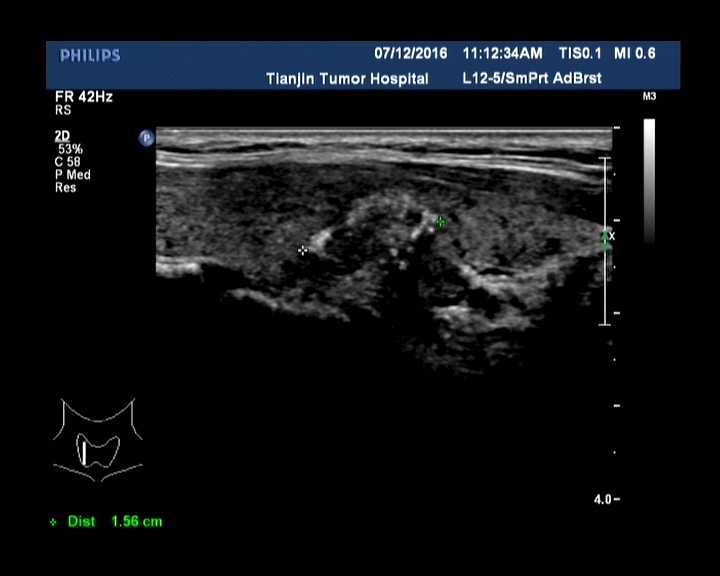 PHILIPS 07/12/2016 11:12:34AM TIS0.1 MI 0.6
Tianjin Tumor Hospital L12-5/SmPrt AdBrst
FR 42Hz
RS
M3
2D
53%
C 58
P Med
Res
P
X
4.0
Dist 1.56 cm